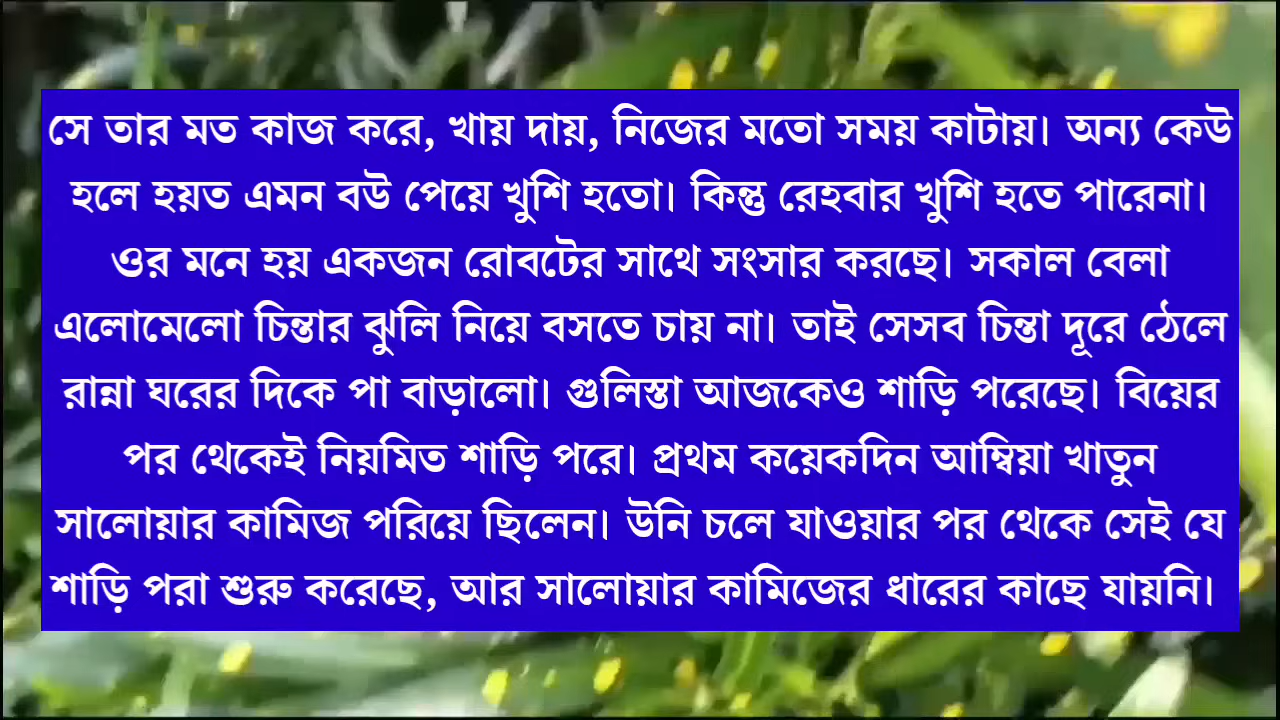 সে তার মত কাজ করে, খায় দায়, নিজের মতো সময় কাটায়। অন্য কেউ
হলে হয়ত এমন বউ পেয়ে খুশি হতো। কিন্তু রেহবার খুশি হতে পারেনা।
ওর মনে হয় একজন রোবটের সাথে সংসার করছে। সকাল বেলা
এলোমেলো চিন্তার ঝুলি নিয়ে বসতে চায় না। তাই সেসব চিন্তা দূরে ঠেলে
রান্না ঘরের দিকে পা বাড়ালো। গুলিস্তা আজকেও শাড়ি পরেছে। বিয়ের
পর থেকেই নিয়মিত শাড়ি পরে। প্রথম কয়েকদিন আম্বিয়া খাতুন
সালোয়ার কামিজ পরিয়ে ছিলেন। উনি চলে যাওয়ার পর থেকে সেই যে
শাড়ি পরা শুরু করেছে, আর সালোয়ার কামিজের ধারের কাছে যায়নি।